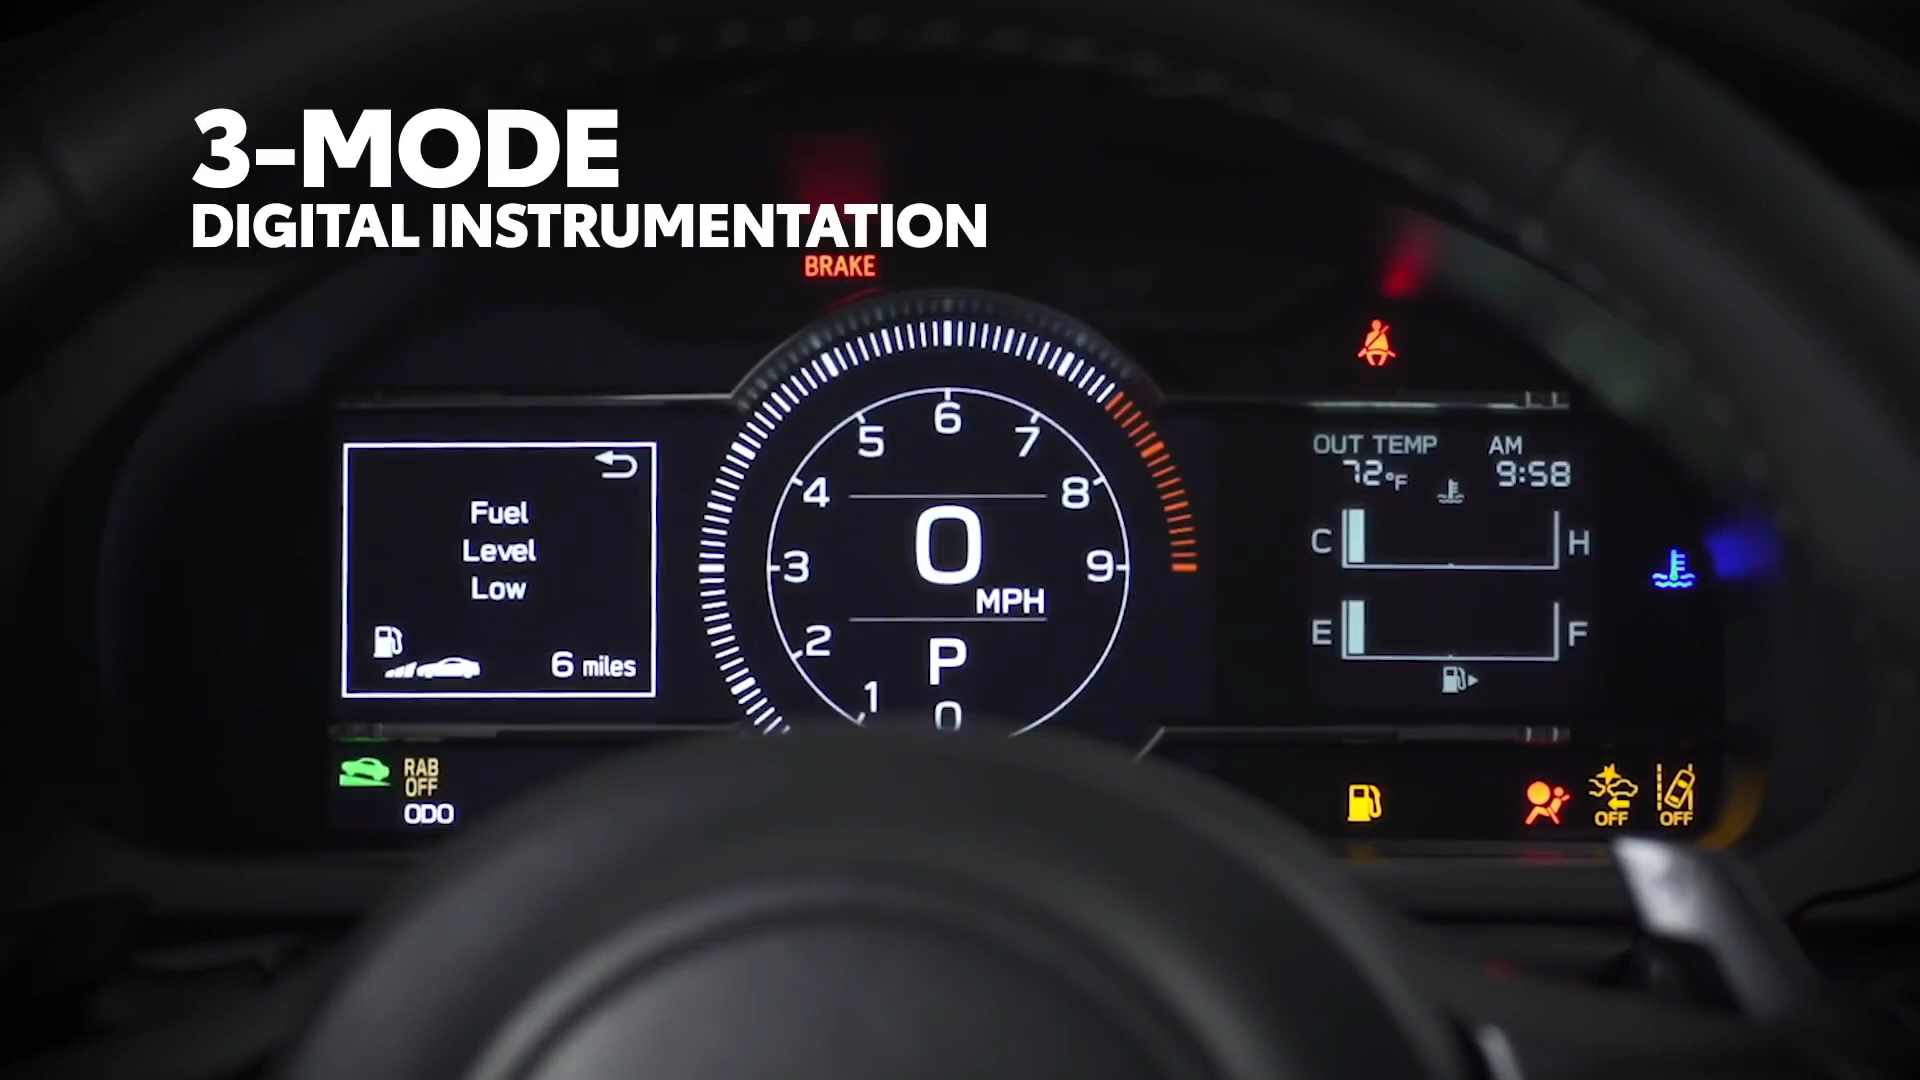 3-MODE
DIGITAL INSTRUMENTATION
BRAKE
Fuel
Level
Low
6 miles
RAB
OFF
ODO
1
2
3
4
5
6
7
8
9
0
MPH
P
0
OUT TEMP AM
72°F 9:58
C H
E F
OFF OFF